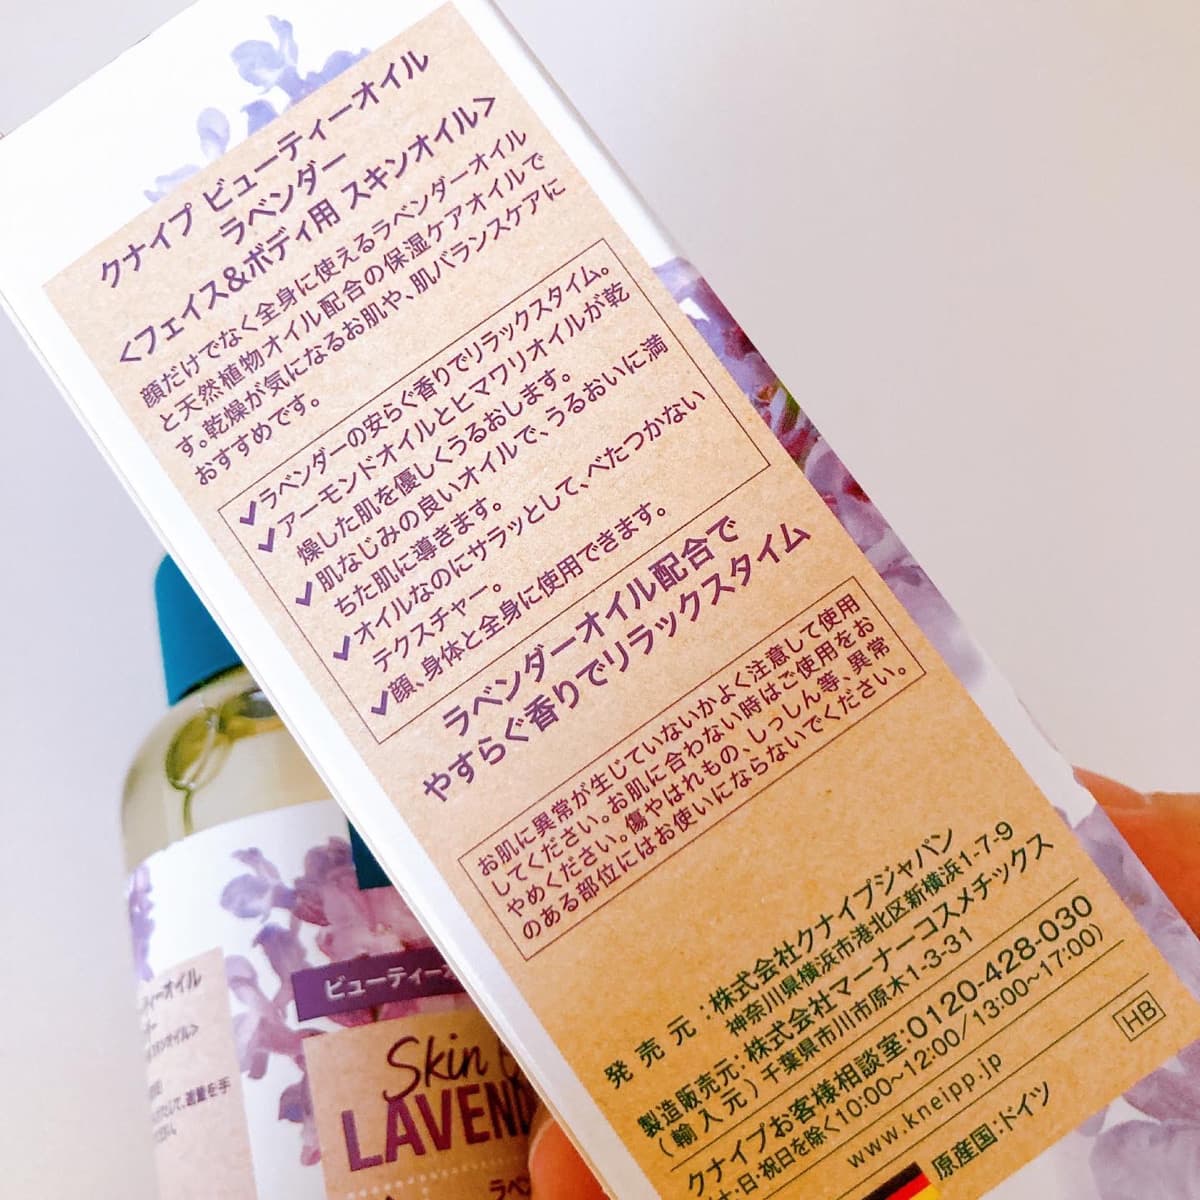 クナイプ ビューティーオイル
ラベンダー
<フェイス&ボディ用 スキンオイル>
顔だけでなく全身に使えるラベンダーオイル
と天然植物オイル配合の保湿ケアオイルで
す。乾燥が気になるお肌や、肌バランスケアに
おすすめです。
✓ラベンダーの安らぐ香りでリラックスタイム。
✓アーモンドオイルとヒマワリオイルが乾
燥した肌を優しくうるおします。
✓肌なじみの良いオイルで、うるおいに満
ちた肌に導きます。
✓オイルなのにサラッとして、べたつかない
テクスチャー。
✓顔、身体と全身に使用できます。
ラベンダーオイル配合で
やすらぐ香りでリラックスタイム
お肌に異常が生じていないかよく注意して使用
してください。お肌に合わない時はご使用をお
やめください。傷やはれもの、しっしん等、異常
のある部位にはお使いにならないでください。
発売元:株式会社クナイプジャパン
神奈川県横浜市港北区新横浜1-7-9
製造販売元:株式会社マーナーコスメチックス
(輸入元)千葉県市川市原木1-3-31
クナイプお客様相談室:0120-428-030
土・日・祝日を除く10:00~12:00/13:00~17:00)
www.kneipp.jp
HB
原産国:ドイツ
ティーオイル
スキンオイル>
適量を手
ビューティーオ
Skin
LAVEN
ラベ